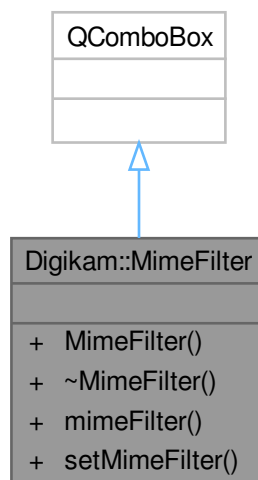 QComboBox
Digikam::MimeFilter
+ MimeFilter()
+ ~MimeFilter()
+ mimeFilter()
+ setMimeFilter()